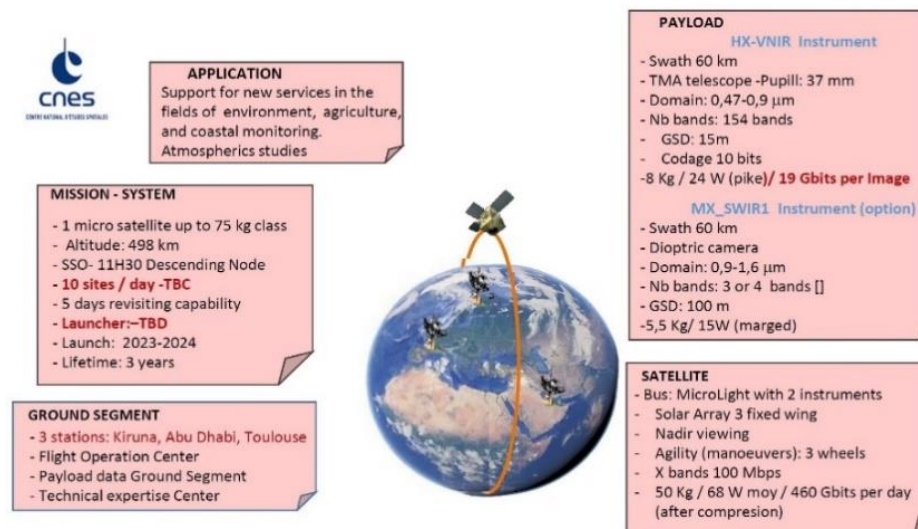 cnes
CENTRE NATIONAL D'ÉTUDES SPATIALES
APPLICATION
Support for new services in the
fields of environment, agriculture,
and coastal monitoring.
Atmospherics studies
MISSION - SYSTEM
- 1 micro satellite up to 75 kg class
- Altitude: 498 km
- SSO- 11H30 Descending Node
- 10 sites / day -TBC
- 5 days revisiting capability
- Launcher:–TBD
- Launch: 2023-2024
- Lifetime: 3 years
GROUND SEGMENT
- 3 stations: Kiruna, Abu Dhabi, Toulouse
- Flight Operation Center
- Payload data Ground Segment
- Technical expertise Center
PAYLOAD
HX-VNIR Instrument
- Swath 60 km
- TMA telescope -Pupill: 37 mm
- Domain: 0,47-0,9 μm
- Nb bands: 154 bands
- GSD: 15m
- Codage 10 bits
-8 Kg / 24 W (pike)/ 19 Gbits per Image
MX_SWIR1 Instrument (option)
- Swath 60 km
- Dioptric camera
- Domain: 0,9-1,6 μm
- Nb bands: 3 or 4 bands []
- GSD: 100 m
-5,5 Kg/ 15W (marged)
SATELLITE
- Bus: MicroLight with 2 instruments
- Solar Array 3 fixed wing
- Nadir viewing
- Agility (manoeuvers): 3 wheels
- X bands 100 Mbps
- 50 Kg / 68 W moy / 460 Gbits per day
(after compresion)